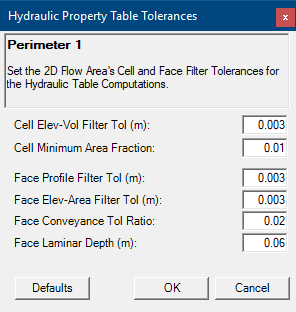 Hydraulic Property Table Tolerances
x
Perimeter 1
Set the 2D Flow Area's Cell and Face Filter Tolerances for
the Hydraulic Table Computations.
Cell Elev-Vol Filter Tol (m): 0.003
Cell Minimum Area Fraction: 0.01
Face Profile Filter Tol (m): 0.003
Face Elev-Area Filter Tol (m): 0.003
Face Conveyance Tol Ratio: 0.02
Face Laminar Depth (m): 0.06
Defaults OK Cancel